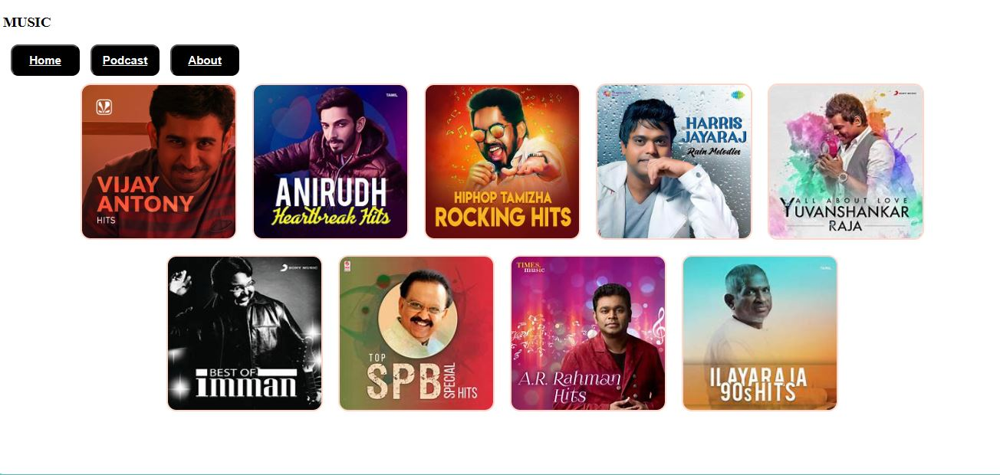 MUSIC
Home
Podcast
About
VIJAY
ANTONY
HITS
TAMIL
ANIRUDH
Heartbreak Hits
HIPHOP TAMIZHA
ROCKING HITS
HARRIS
JAYARAJ
Rain Melodies
SONY MUSIC
ALL ABOUT LOVE
YUVANSHANKAR
RAJA
SONY MUSIC
BEST OF
imman
TOP
SPB
SPECIAL
HITS
TIMES
music
A.R. Rahman
Hits
TAMIL
ILAYARAJA
90s HITS